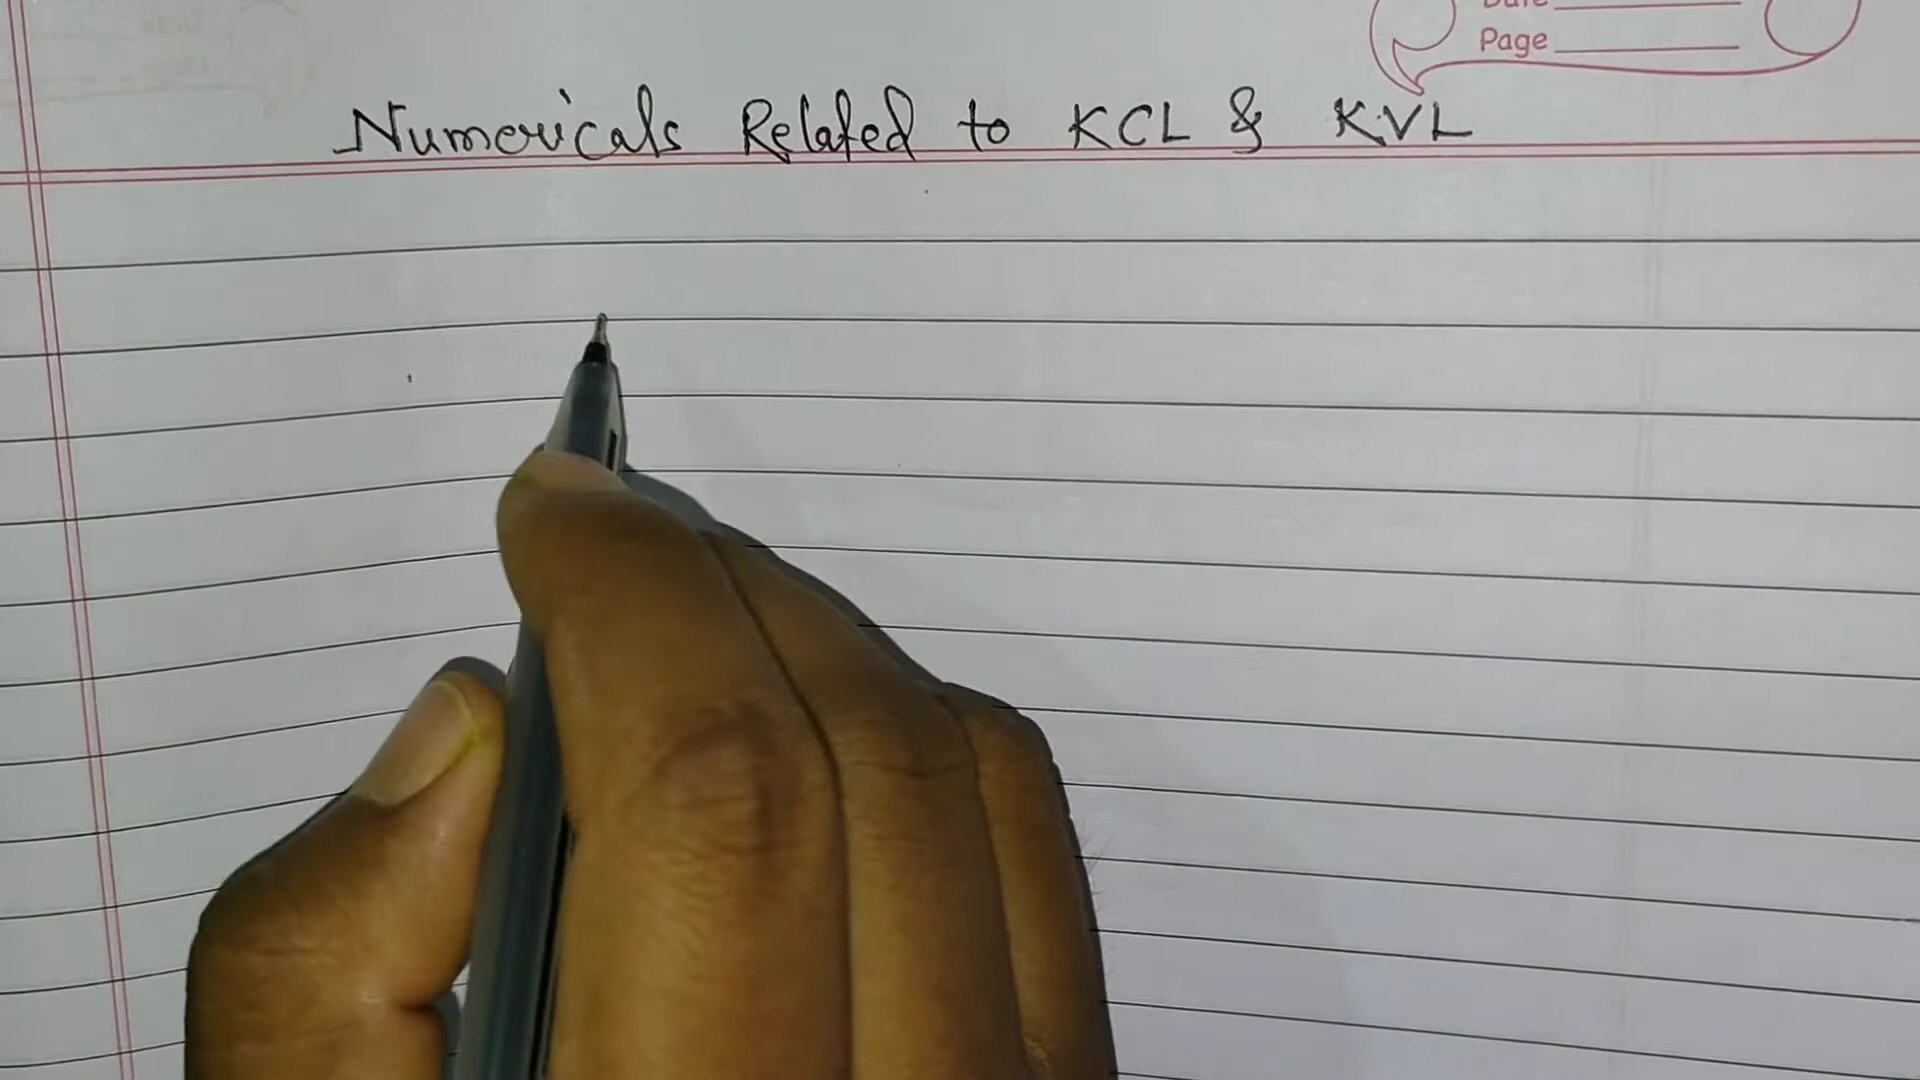 Date
Page
Numericals Related to KCL & KVL